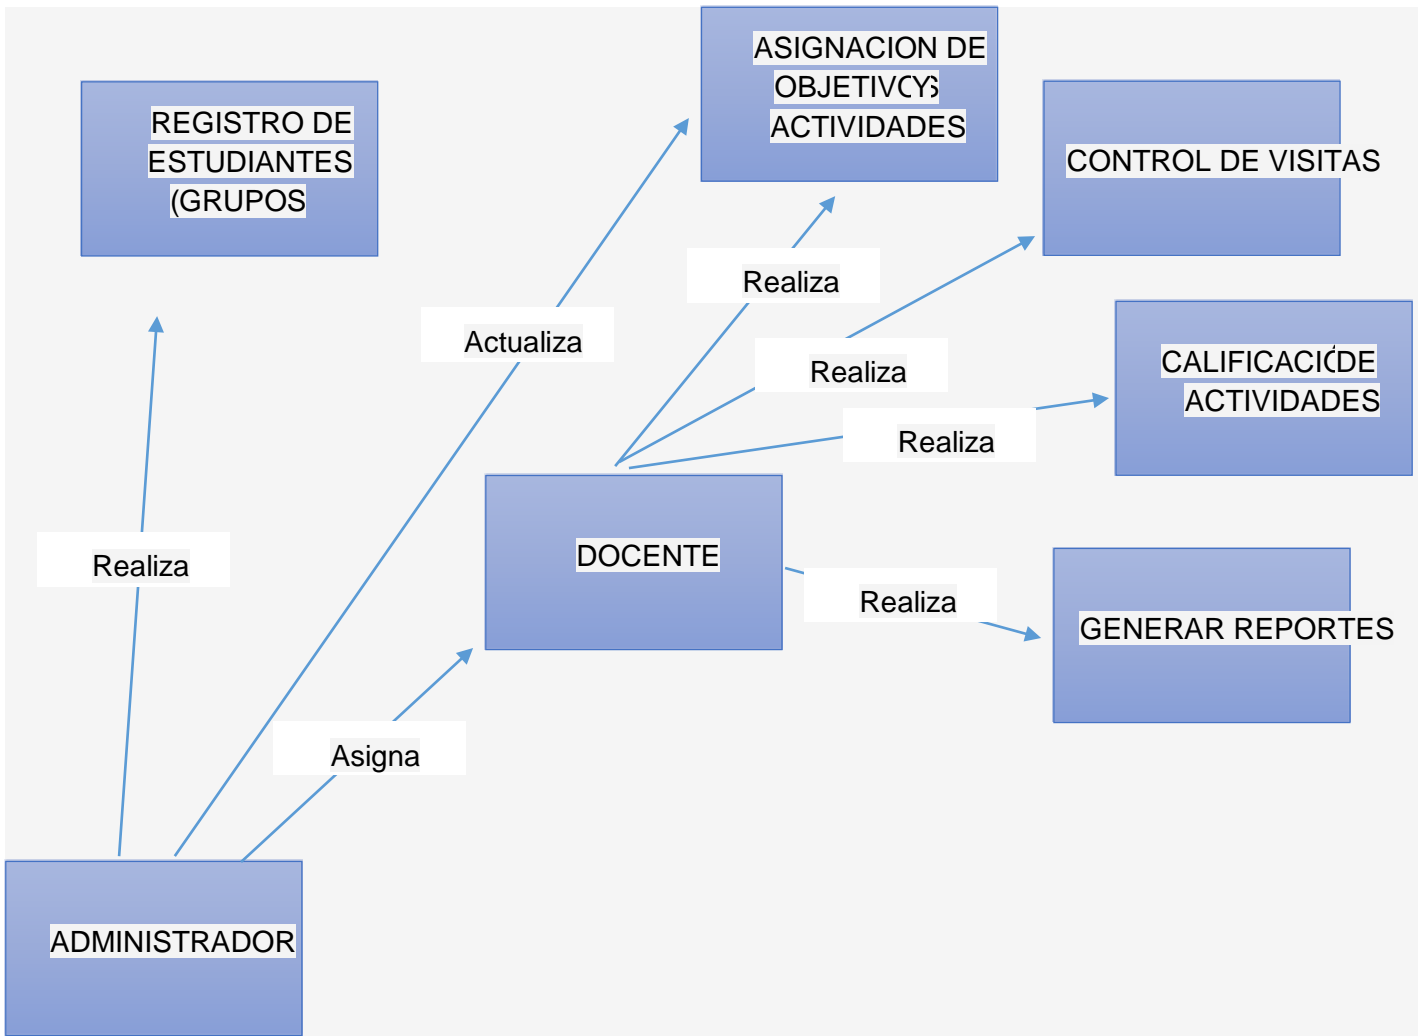 ASIGNACION DE
OBJETIVOS Y
ACTIVIDADES
REGISTRO DE
ESTUDIANTES
(GRUPOS
CONTROL DE VISITAS
Realiza
Actualiza
Realiza
CALIFICACIÓ DE
ACTIVIDADES
Realiza
DOCENTE
Realiza
Realiza
GENERAR REPORTES
Asigna
ADMINISTRADOR